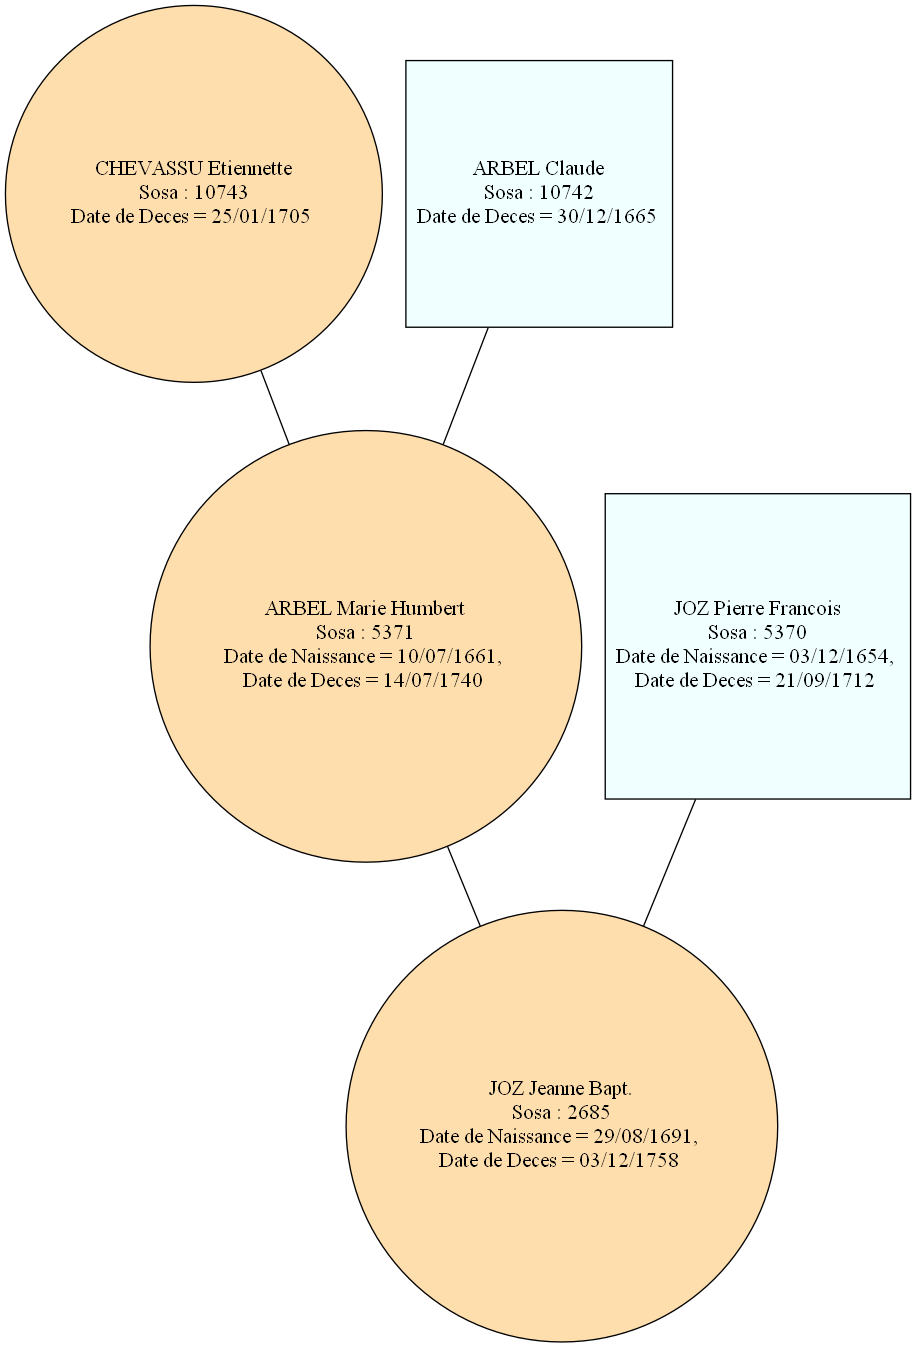 CHEVASSU Etiennette
Sosa : 10743
Date de Deces = 25/01/1705
ARBEL Claude
Sosa : 10742
Date de Deces = 30/12/1665
ARBEL Marie Humbert
Sosa : 5371
Date de Naissance = 10/07/1661,
Date de Deces = 14/07/1740
JOZ Pierre Francois
Sosa : 5370
Date de Naissance = 03/12/1654,
Date de Deces = 21/09/1712
JOZ Jeanne Bapt.
Sosa : 2685
Date de Naissance = 29/08/1691,
Date de Deces = 03/12/1758